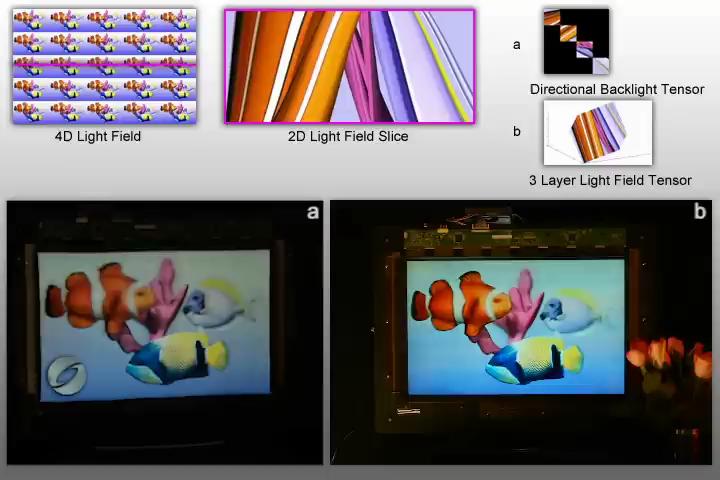 a
Directional Backlight Tensor
4D Light Field
2D Light Field Slice
b
3 Layer Light Field Tensor
a
b